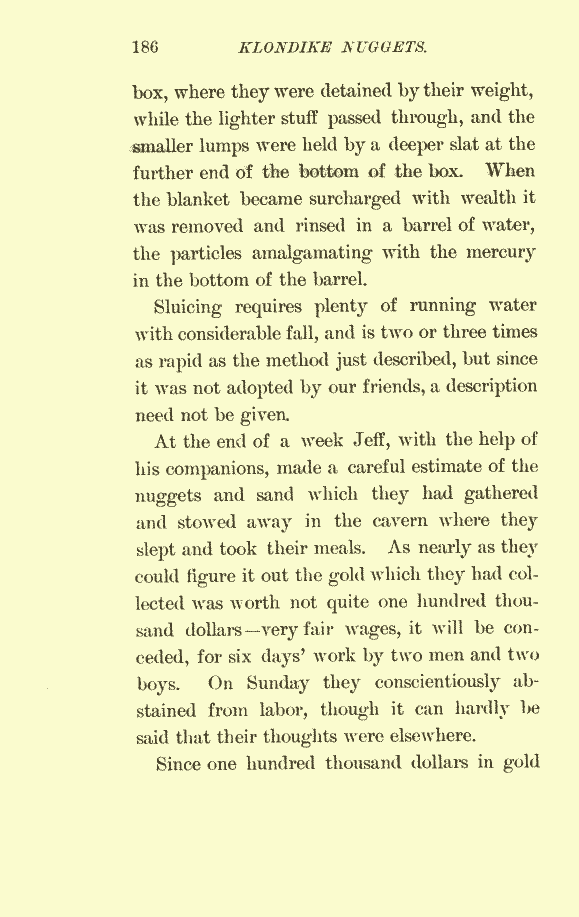 186 KLONDIKE NUGGETS.
box, where they were detained by their weight,
while the lighter stuff passed through, and the
smaller lumps were held by a deeper slat at the
further end of the bottom of the box. When
the blanket became surcharged with wealth it
was removed and rinsed in a barrel of water,
the particles amalgamating with the mercury
in the bottom of the barrel.
Sluicing requires plenty of running water
with considerable fall, and is two or three times
as rapid as the method just described, but since
it was not adopted by our friends, a description
need not be given.
At the end of a week Jeff, with the help of
his companions, made a careful estimate of the
nuggets and sand which they had gathered
and stowed away in the cavern where they
slept and took their meals. As nearly as they
could figure it out the gold which they had col-
lected was worth not quite one hundred thou-
sand dollars—very fair wages, it will be con-
ceded, for six days' work by two men and two
boys. On Sunday they conscientiously ab-
stained from labor, though it can hardly be
said that their thoughts were elsewhere.
Since one hundred thousand dollars in gold